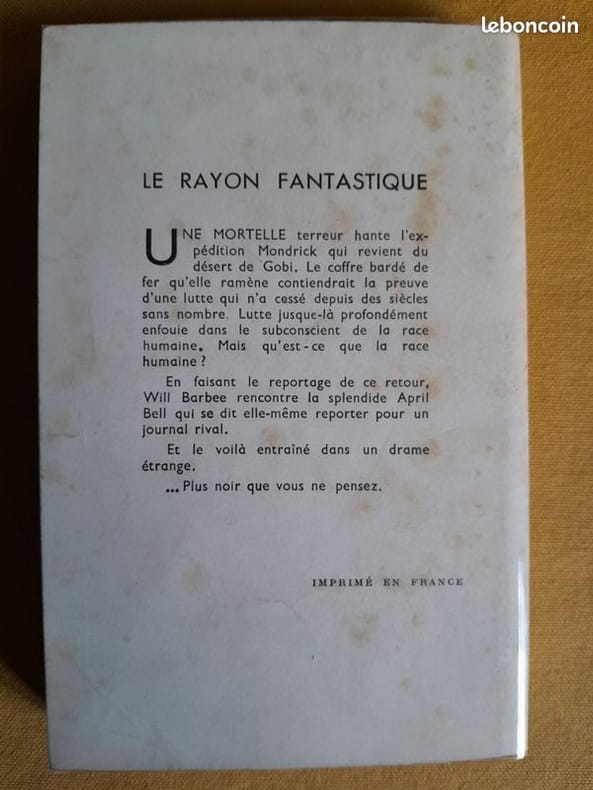 leboncoin
LE RAYON FANTASTIQUE
UNE MORTELLE terreur hante l'ex-
pédition Mondrick qui revient du
désert de Gobi. Le coffre bardé de
fer qu'elle ramène contiendrait la preuve
d'une lutte qui n'a cessé depuis des siècles
sans nombre. Lutte jusque-là profondément
enfouie dans le subconscient de la race
humaine. Mais qu'est-ce que la race
humaine ?
En faisant le reportage de ce retour,
Will Barbee rencontre la splendide April
Bell qui se dit elle-même reporter pour un
journal rival.
Et le voilà entraîné dans un drame
étrange.
... Plus noir que vous ne pensez.
IMPRIMÉ EN FRANCE